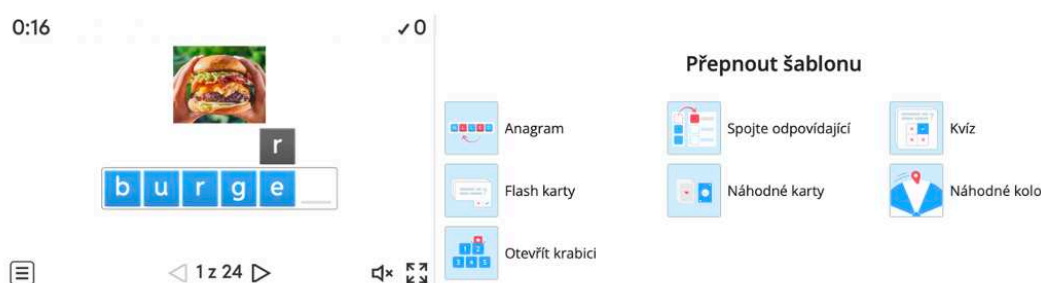 0:16
✓ 0
r
b u r g e
1 z 24
Přepnout šablonu
Anagram
Spojte odpovídající
Kvíz
Flash karty
Náhodné karty
Náhodné kolo
Otevřít krabici